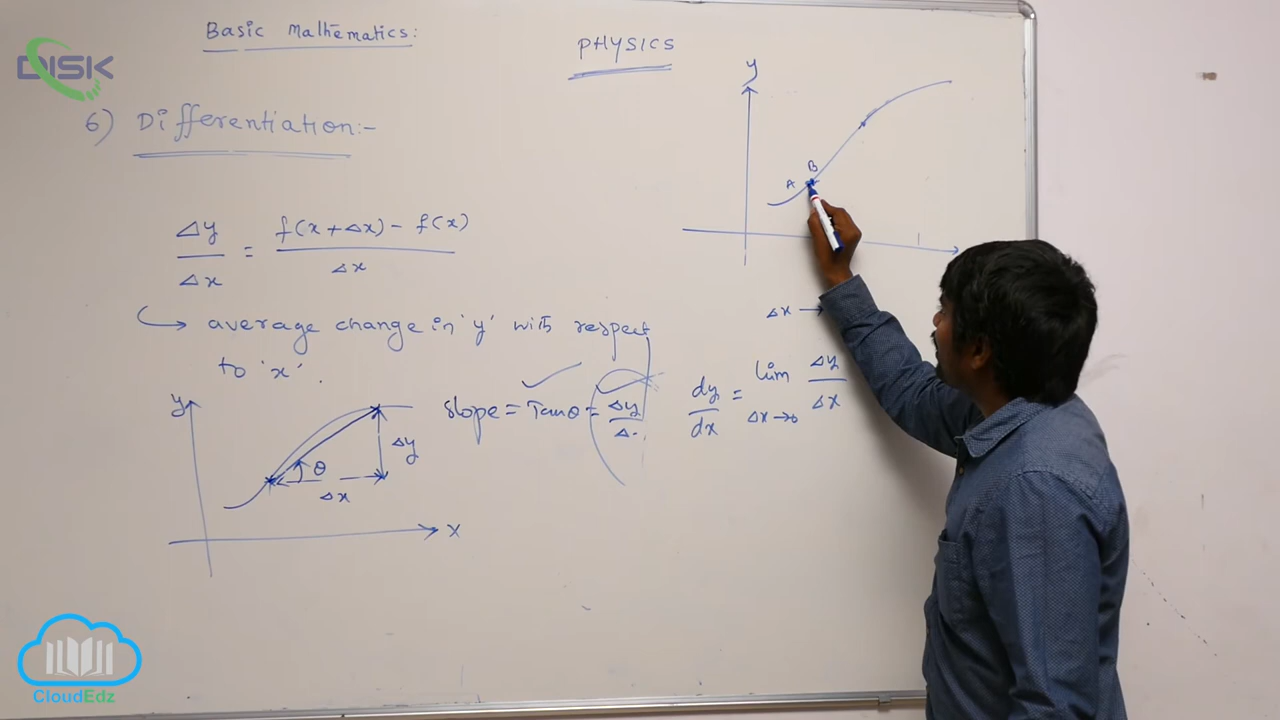 Basic Mathematics:
PHYSICS
DISK
6) Differentiation:-
Δy/Δx = f(x+Δx) - f(x)/Δx
average change in 'y' with respect
to 'x'.
y
A
B
Δx →
dy/dx = lim Δx→0 Δy/Δx
slope = Tanθ = Δy/Δ
y
θ
Δy
Δx
x
CloudEdz